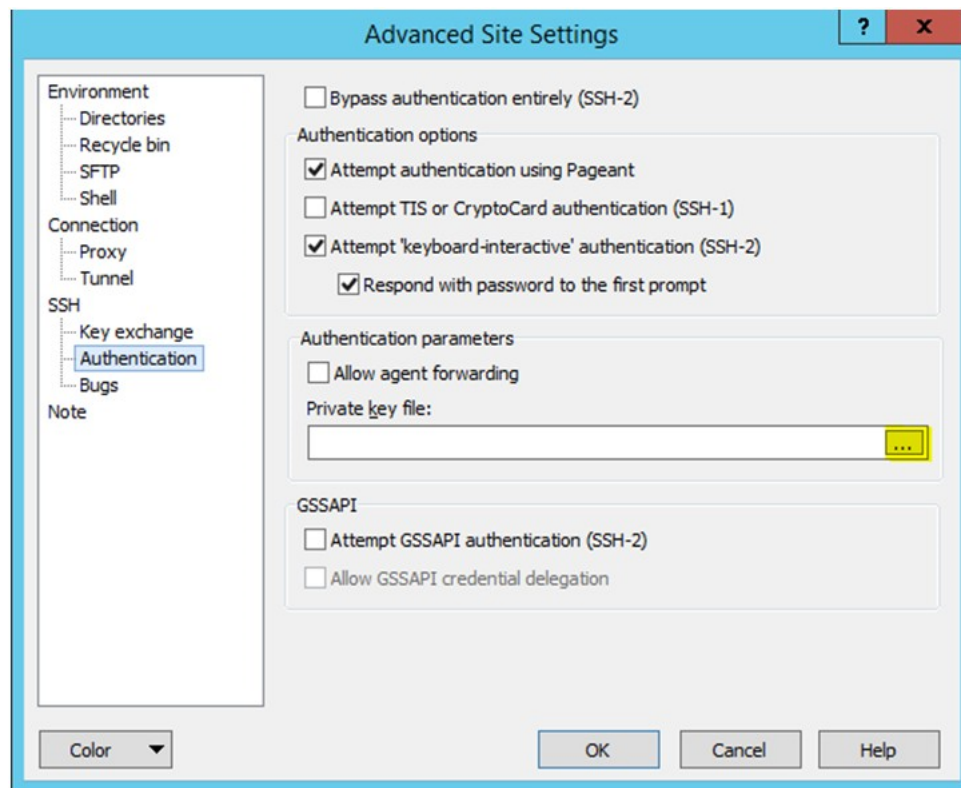 Advanced Site Settings
?
x
Environment
Directories
Recycle bin
SFTP
Shell
Connection
Proxy
Tunnel
SSH
Key exchange
Authentication
Bugs
Note
Bypass authentication entirely (SSH-2)
Authentication options
Attempt authentication using Pageant
Attempt TIS or CryptoCard authentication (SSH-1)
Attempt 'keyboard-interactive' authentication (SSH-2)
Respond with password to the first prompt
Authentication parameters
Allow agent forwarding
Private key file:
...
GSSAPI
Attempt GSSAPI authentication (SSH-2)
Allow GSSAPI credential delegation
Color
OK
Cancel
Help